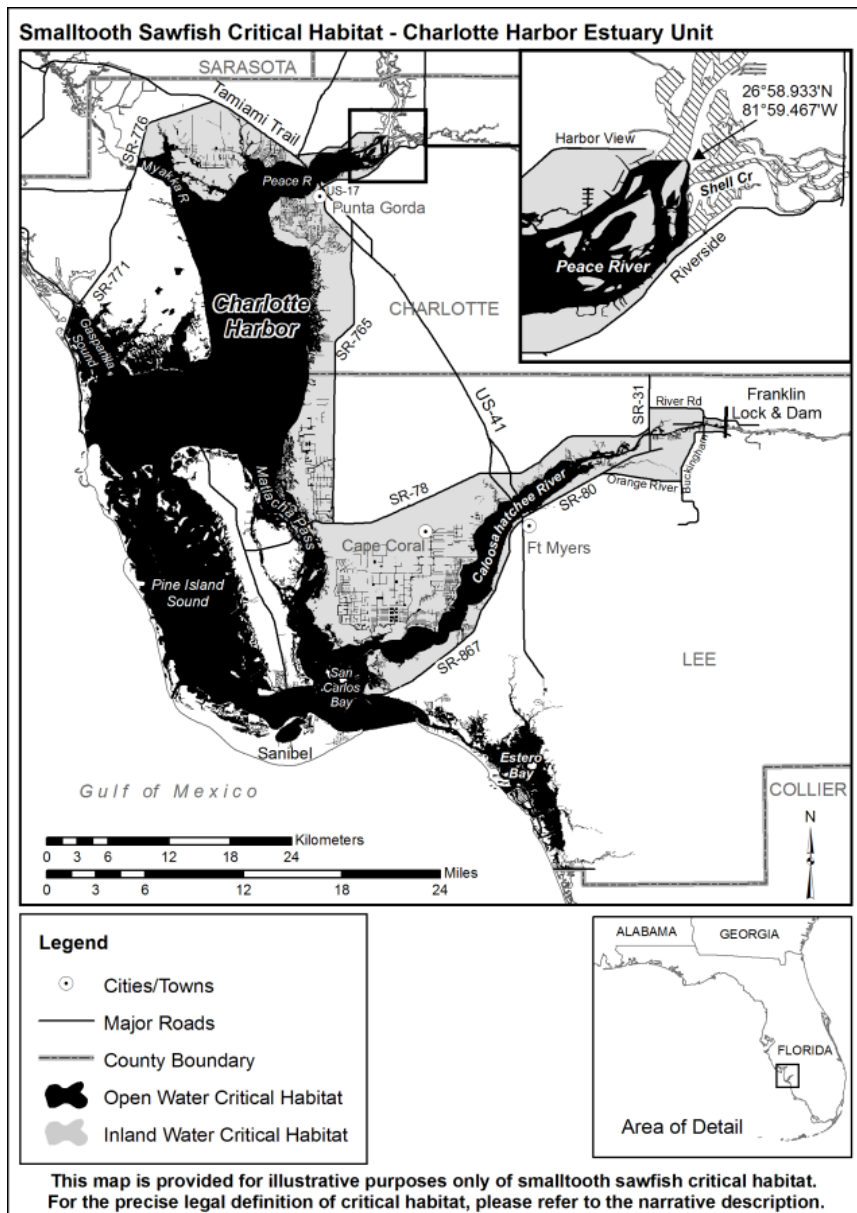 Smalltooth Sawfish Critical Habitat - Charlotte Harbor Estuary Unit
SARASOTA
Tamiami Trail
SR-776
Myakka R
Peace R
US-17
Punta Gorda
26°58.933'N
81°59.467'W
Harbor View
Shell Cr
Peace River
Riverside
SR-771
Gasparilla
Sound
Charlotte
Harbor
SR-765
CHARLOTTE
US-41
SR-31
River Rd
Franklin
Lock & Dam
Buckingham
Orange River
SR-80
SR-78
Matlacha Pass
Caloosahatchee River
Cape Coral
Ft Myers
Pine Island
Sound
SR-867
LEE
San
Carlos
Bay
Sanibel
Estero
Bay
Gulf of Mexico
COLLIER
N
Kilometers
0 3 6 12 18 24
Miles
0 3 6 12 18 24
Legend
Cities/Towns
Major Roads
County Boundary
Open Water Critical Habitat
Inland Water Critical Habitat
ALABAMA
GEORGIA
FLORIDA
Area of Detail
This map is provided for illustrative purposes only of smalltooth sawfish critical habitat.
For the precise legal definition of critical habitat, please refer to the narrative description.